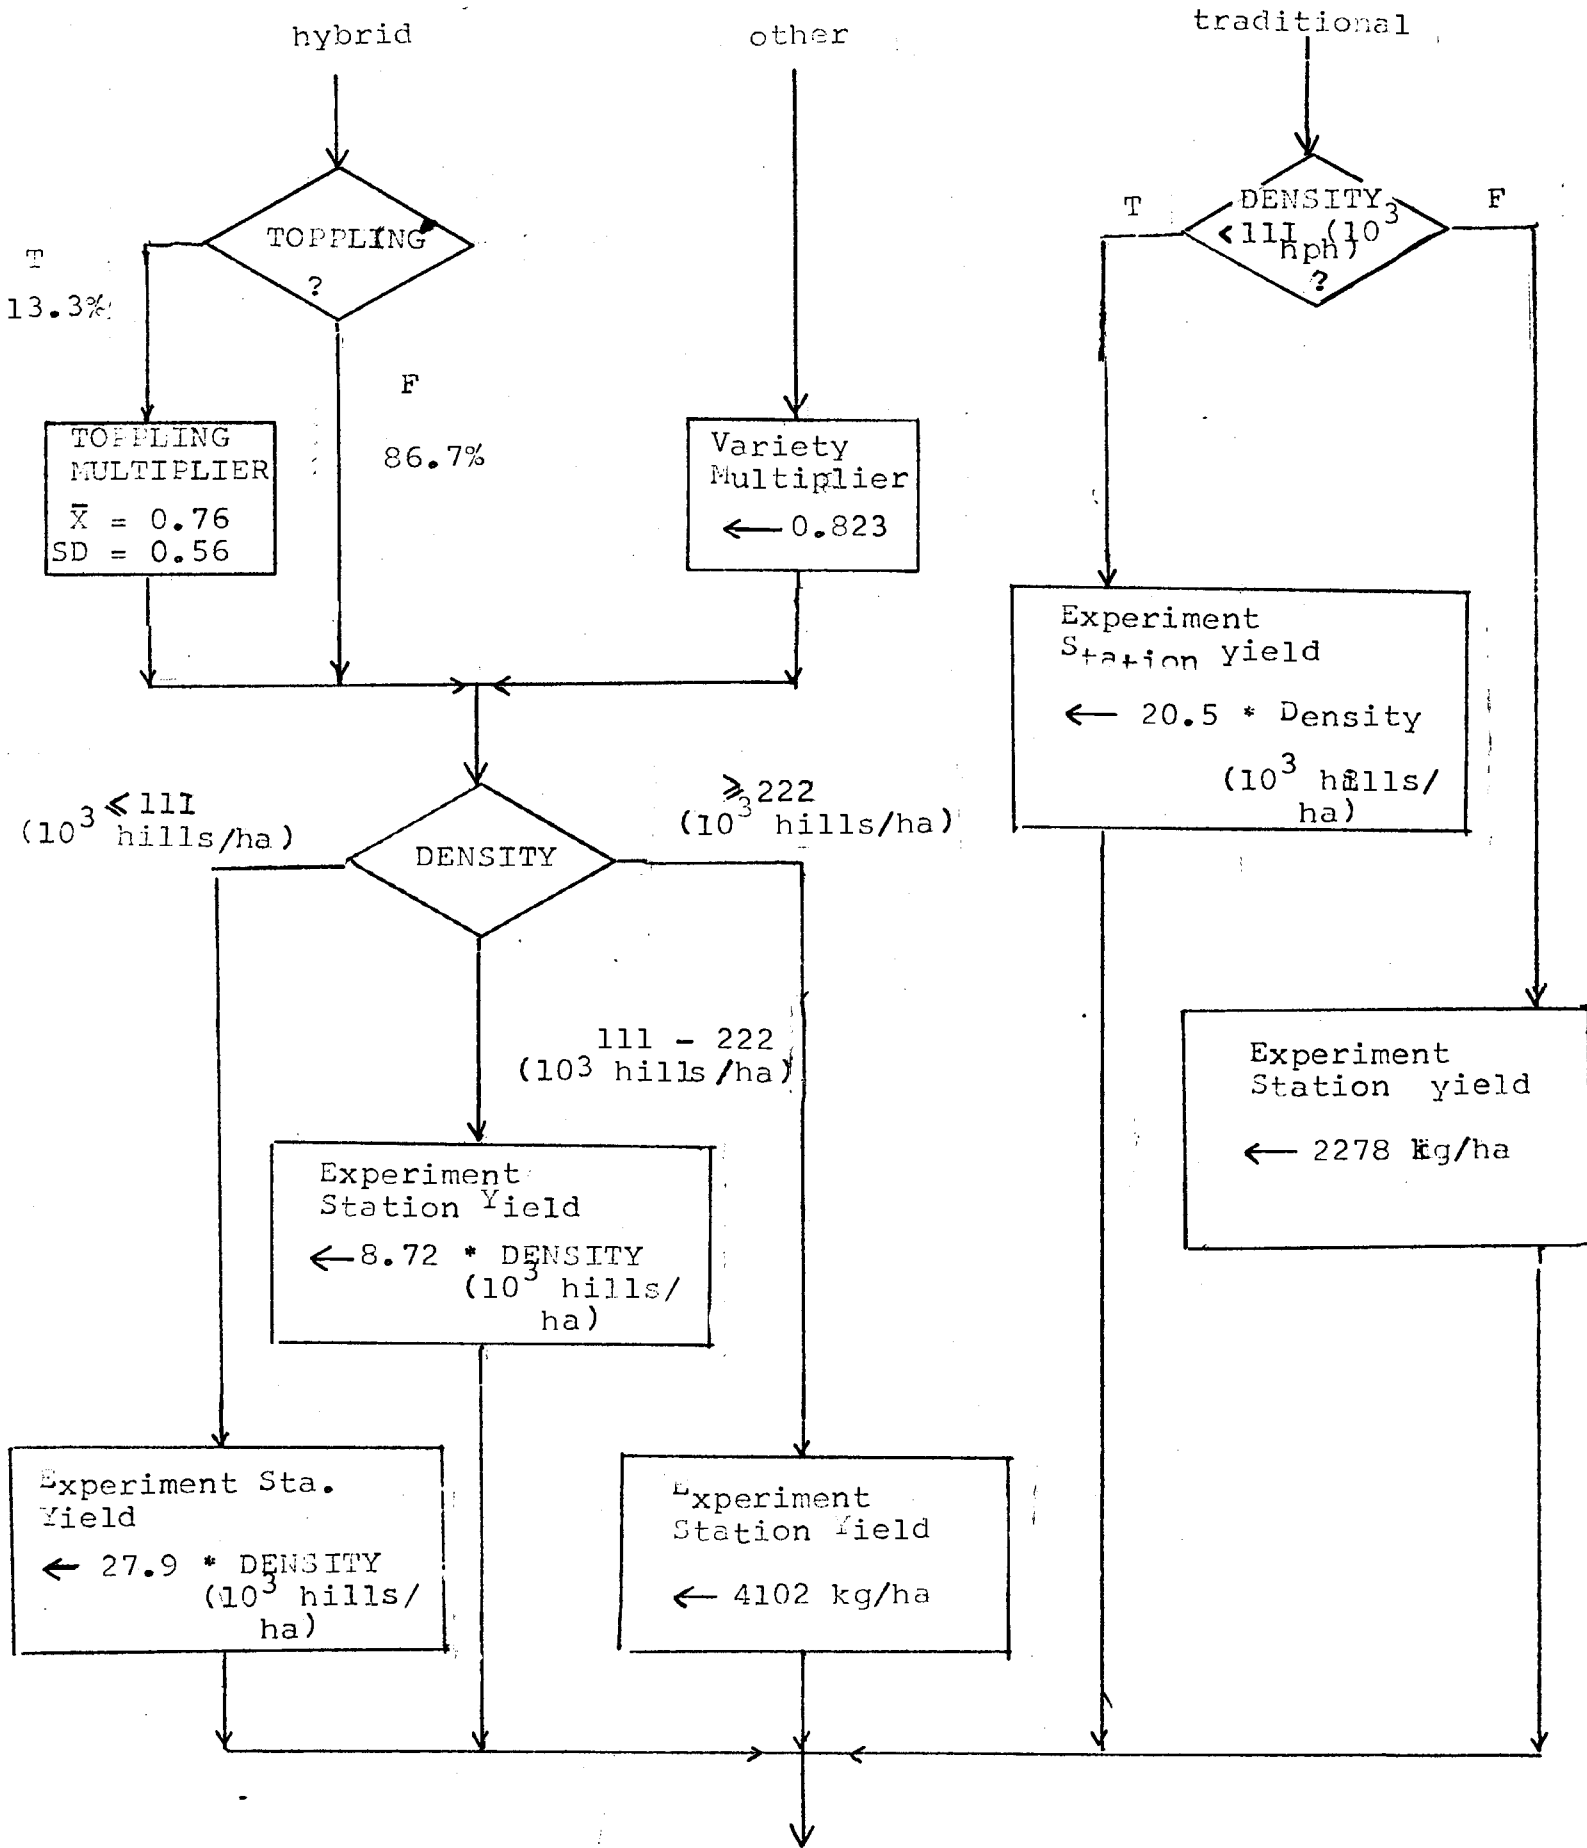 hybrid
other
traditional
TOPPLING
?
T
13.3%
F
86.7%
TOPPLING
MULTIPLIER
X̄ = 0.76
SD = 0.56
Variety
Multiplier
← 0.823
T
DENSITY
<111 (10³
hph)
?
F
Experiment
Station yield
← 20.5 * Density
(10³ hills/
ha)
≤ 111
(10³ hills/ha)
DENSITY
≥ 222
(10³ hills/ha)
111 - 222
(10³ hills/ha)
Experiment
Station yield
← 2278 kg/ha
Experiment
Station Yield
← 8.72 * DENSITY
(10³ hills/
ha)
Experiment Sta.
Yield
← 27.9 * DENSITY
(10³ hills/
ha)
Experiment
Station Yield
← 4102 kg/ha